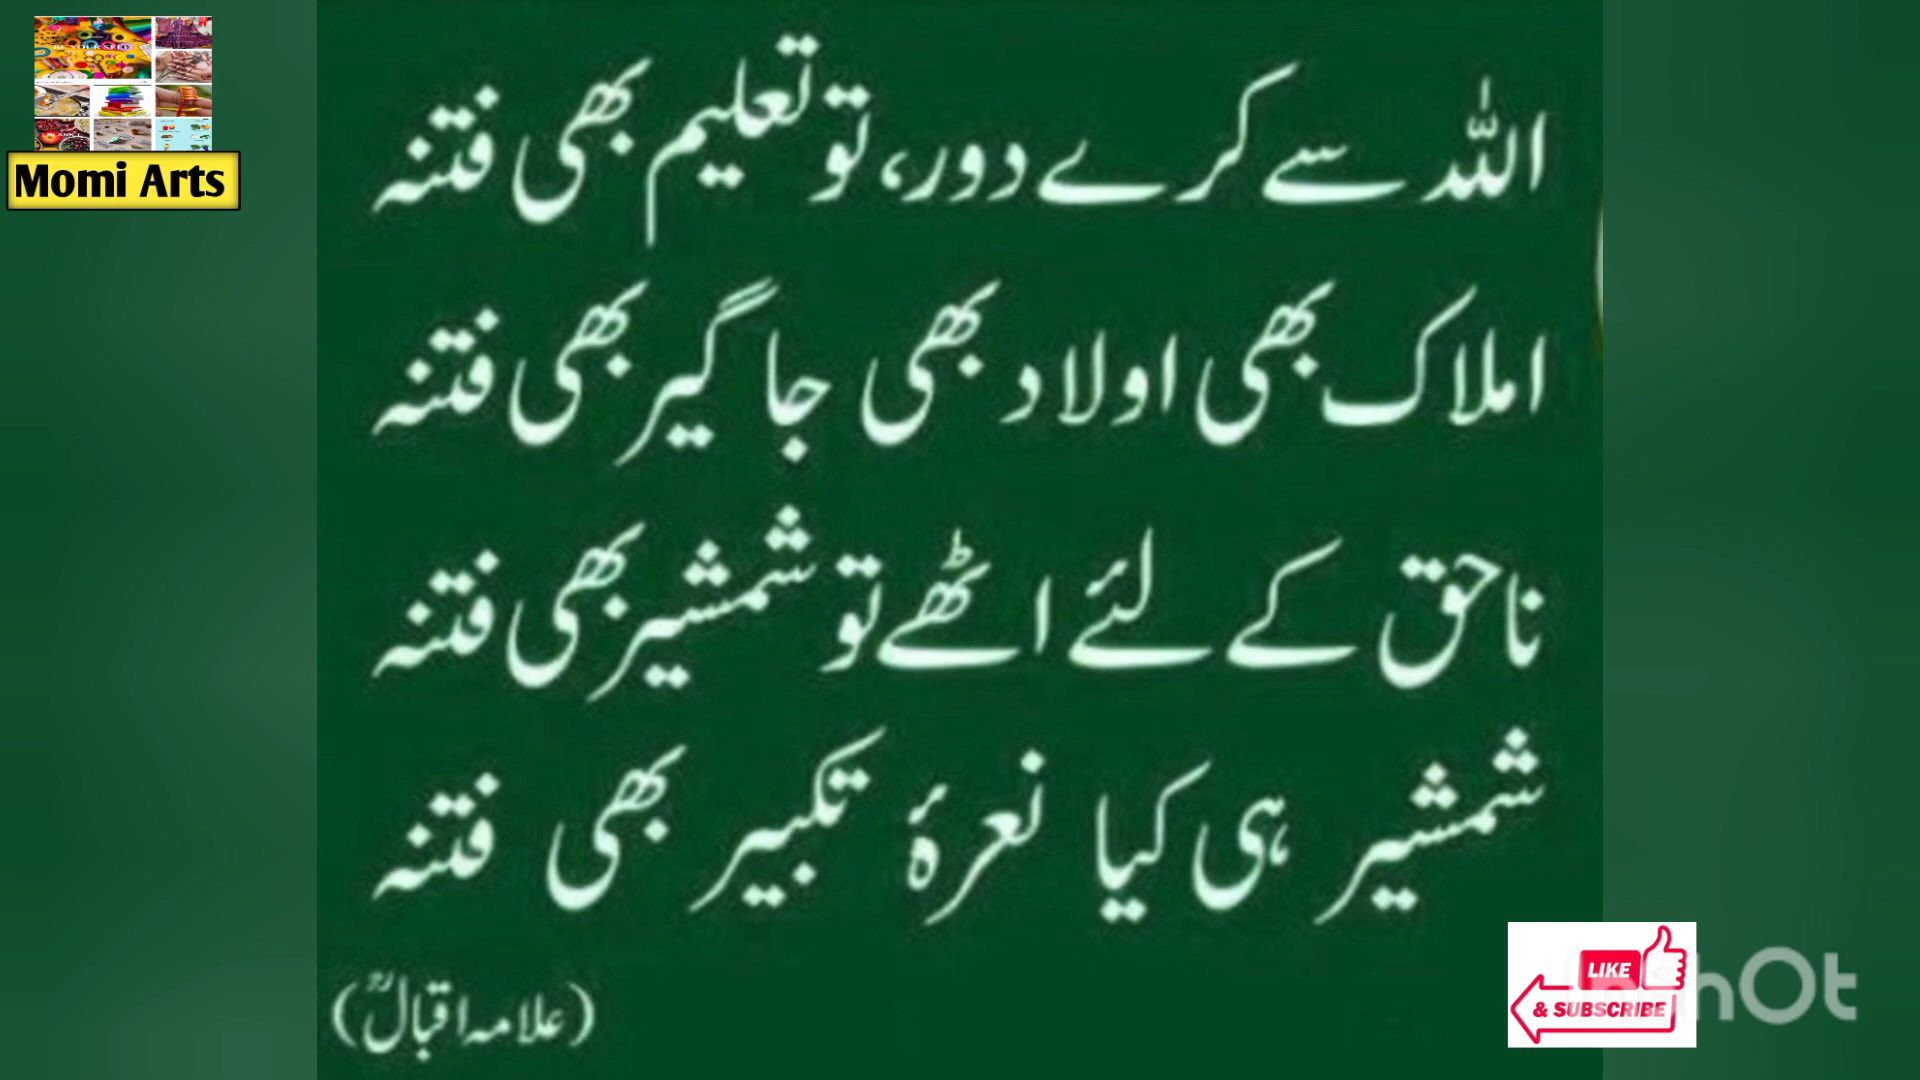 Momi Arts
اللہ سے کرے دور، تو تعلیم بھی فتنہ
املاک بھی اولاد بھی جاگیر بھی فتنہ
ناحق کے لئے اٹھے تو شمشیر بھی فتنہ
شمشیر ہی کیا نعرۂ تکبیر بھی فتنہ
(علامہ اقبالؒ)
LIKE
& SUBSCRIBE